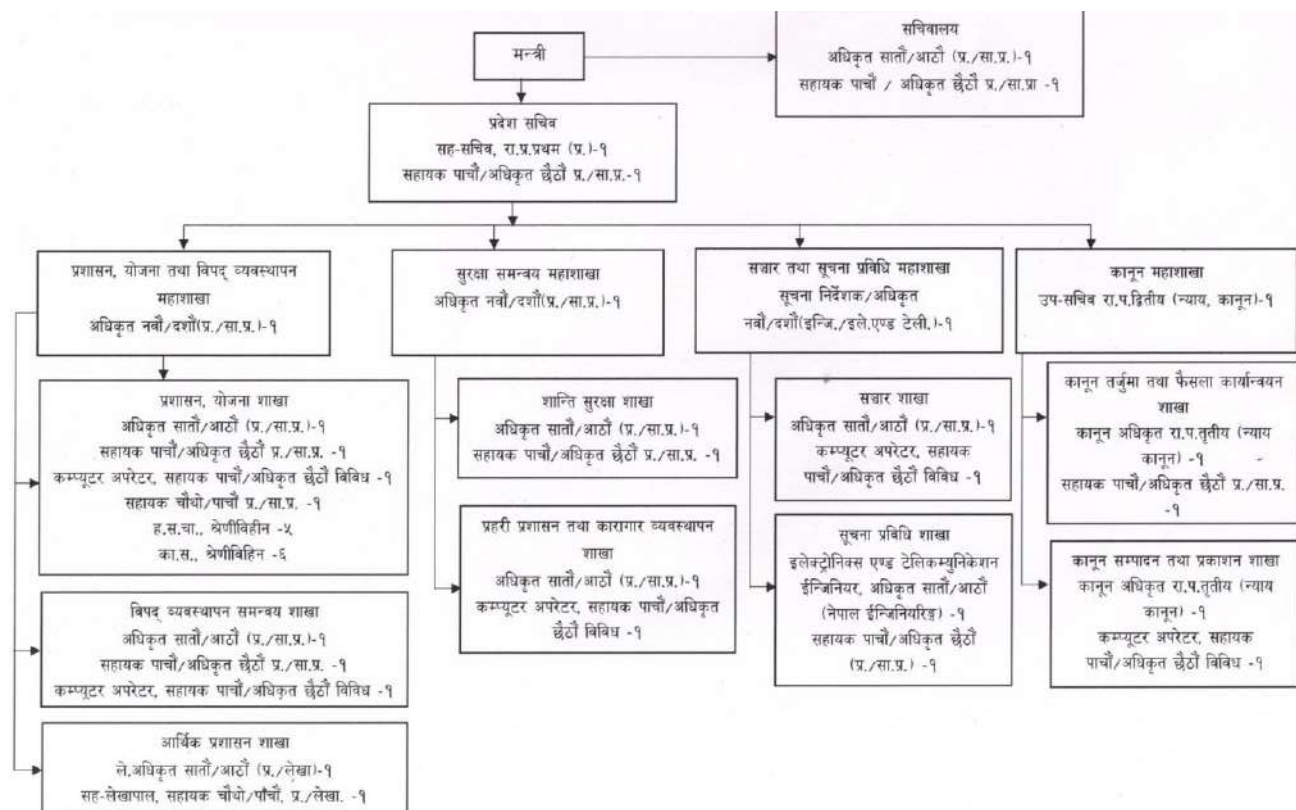 सचिवालय
अधिकृत सातौं/आठौं (प्र./सा.प्र.)-१
सहायक पाचौं / अधिकृत छैठौं प्र./सा.प्रा -१
मन्त्री
प्रदेश सचिव
सह-सचिव, रा.प्र.प्रथम (प्र.)-१
सहायक पाचौं/अधिकृत छैठौं प्र./सा.प्र.-१
प्रशासन, योजना तथा विपद् व्यवस्थापन
महाशाखा
अधिकृत नवौं/दशौं(प्र./सा.प्र.)-१
सुरक्षा समन्वय महाशाखा
अधिकृत नवौं/दशौं(प्र./सा.प्र.)-१
सञ्चार तथा सूचना प्रविधि महाशाखा
सूचना निर्देशक/अधिकृत
नवौं/दशौं(इन्जि./इले.एण्ड टेली.)-१
कानून महाशाखा
उप-सचिव रा.प.द्वितीय (न्याय, कानून)-१
प्रशासन, योजना शाखा
अधिकृत सातौं/आठौं (प्र./सा.प्र.)-१
सहायक पाचौं/अधिकृत छैठौं प्र./सा.प्र. -१
कम्प्यूटर अपरेटर, सहायक पाचौं/अधिकृत छैठौं विविध -१
सहायक चौथो/पाचौं प्र./सा.प्र. -१
ह.स.चा., श्रेणीविहीन -५
का.स., श्रेणीविहिन -६
शान्ति सुरक्षा शाखा
अधिकृत सातौं/आठौं (प्र./सा.प्र.)-१
सहायक पाचौं/अधिकृत छैठौं प्र./सा.प्र. -१
सञ्चार शाखा
अधिकृत सातौं/आठौं (प्र./सा.प्र.)-१
कम्प्यूटर अपरेटर, सहायक
पाचौं/अधिकृत छैठौं विविध -१
कानून तर्जुमा तथा फैसला कार्यान्वयन
शाखा
कानून अधिकृत रा.प.तृतीय (न्याय
कानून) -१
सहायक पाचौं/अधिकृत छैठौं प्र./सा.प्र.
-१
प्रहरी प्रशासन तथा कारागार व्यवस्थापन
शाखा
अधिकृत सातौं/आठौं (प्र./सा.प्र.)-१
कम्प्यूटर अपरेटर, सहायक पाचौं/अधिकृत
छैठौं विविध -१
सूचना प्रविधि शाखा
इलेक्ट्रोनिक्स एण्ड टेलिकम्युनिकेशन
ईन्जिनियर, अधिकृत सातौं/आठौं
(नेपाल ईन्जिनियरिङ्ग) -१
सहायक पाचौं/अधिकृत छैठौं
(प्र./सा.प्र.) -१
कानून सम्पादन तथा प्रकाशन शाखा
कानून अधिकृत रा.प.तृतीय (न्याय
कानून) -१
कम्प्यूटर अपरेटर, सहायक
पाचौं/अधिकृत छैठौं विविध -१
विपद् व्यवस्थापन समन्वय शाखा
अधिकृत सातौं/आठौं (प्र./सा.प्र.)-१
सहायक पाचौं/अधिकृत छैठौं प्र./सा.प्र. -१
कम्प्यूटर अपरेटर, सहायक पाचौं/अधिकृत छैठौं विविध -१
आर्थिक प्रशासन शाखा
ले.अधिकृत सातौं/आठौं (प्र./लेखा)-१
सह-लेखापाल, सहायक चौथो/पाँचौं, प्र./लेखा. -१